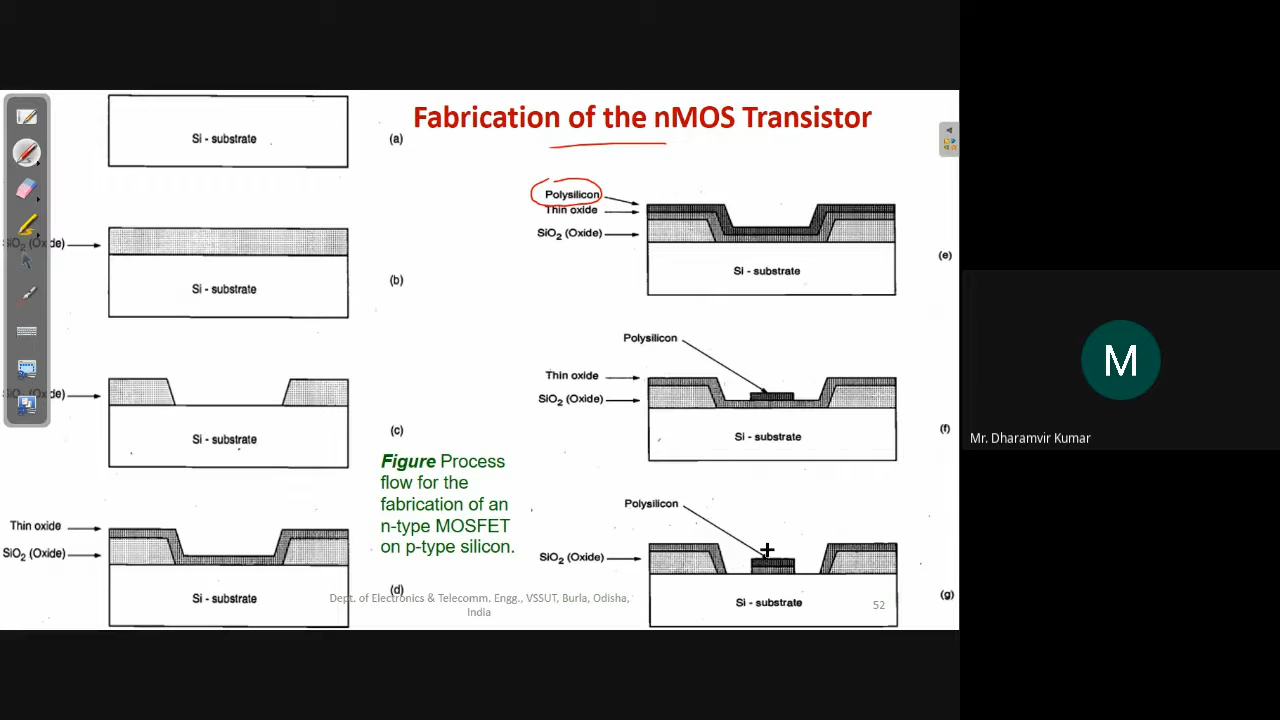 Fabrication of the nMOS Transistor
Si - substrate
(a)
SiO2 (Oxide)
Si - substrate
(b)
SiO2 (Oxide)
Si - substrate
(c)
Thin oxide
SiO2 (Oxide)
Si - substrate
(d)
Figure Process
flow for the
fabrication of an
n-type MOSFET
on p-type silicon.
Polysilicon
Thin oxide
SiO2 (Oxide)
Si - substrate
(e)
Polysilicon
Thin oxide
SiO2 (Oxide)
Si - substrate
(f)
Polysilicon
SiO2 (Oxide)
Si - substrate
(g)
Dept. of Electronics & Telecomm. Engg., VSSUT, Burla, Odisha,
India
52
M
Mr. Dharamvir Kumar